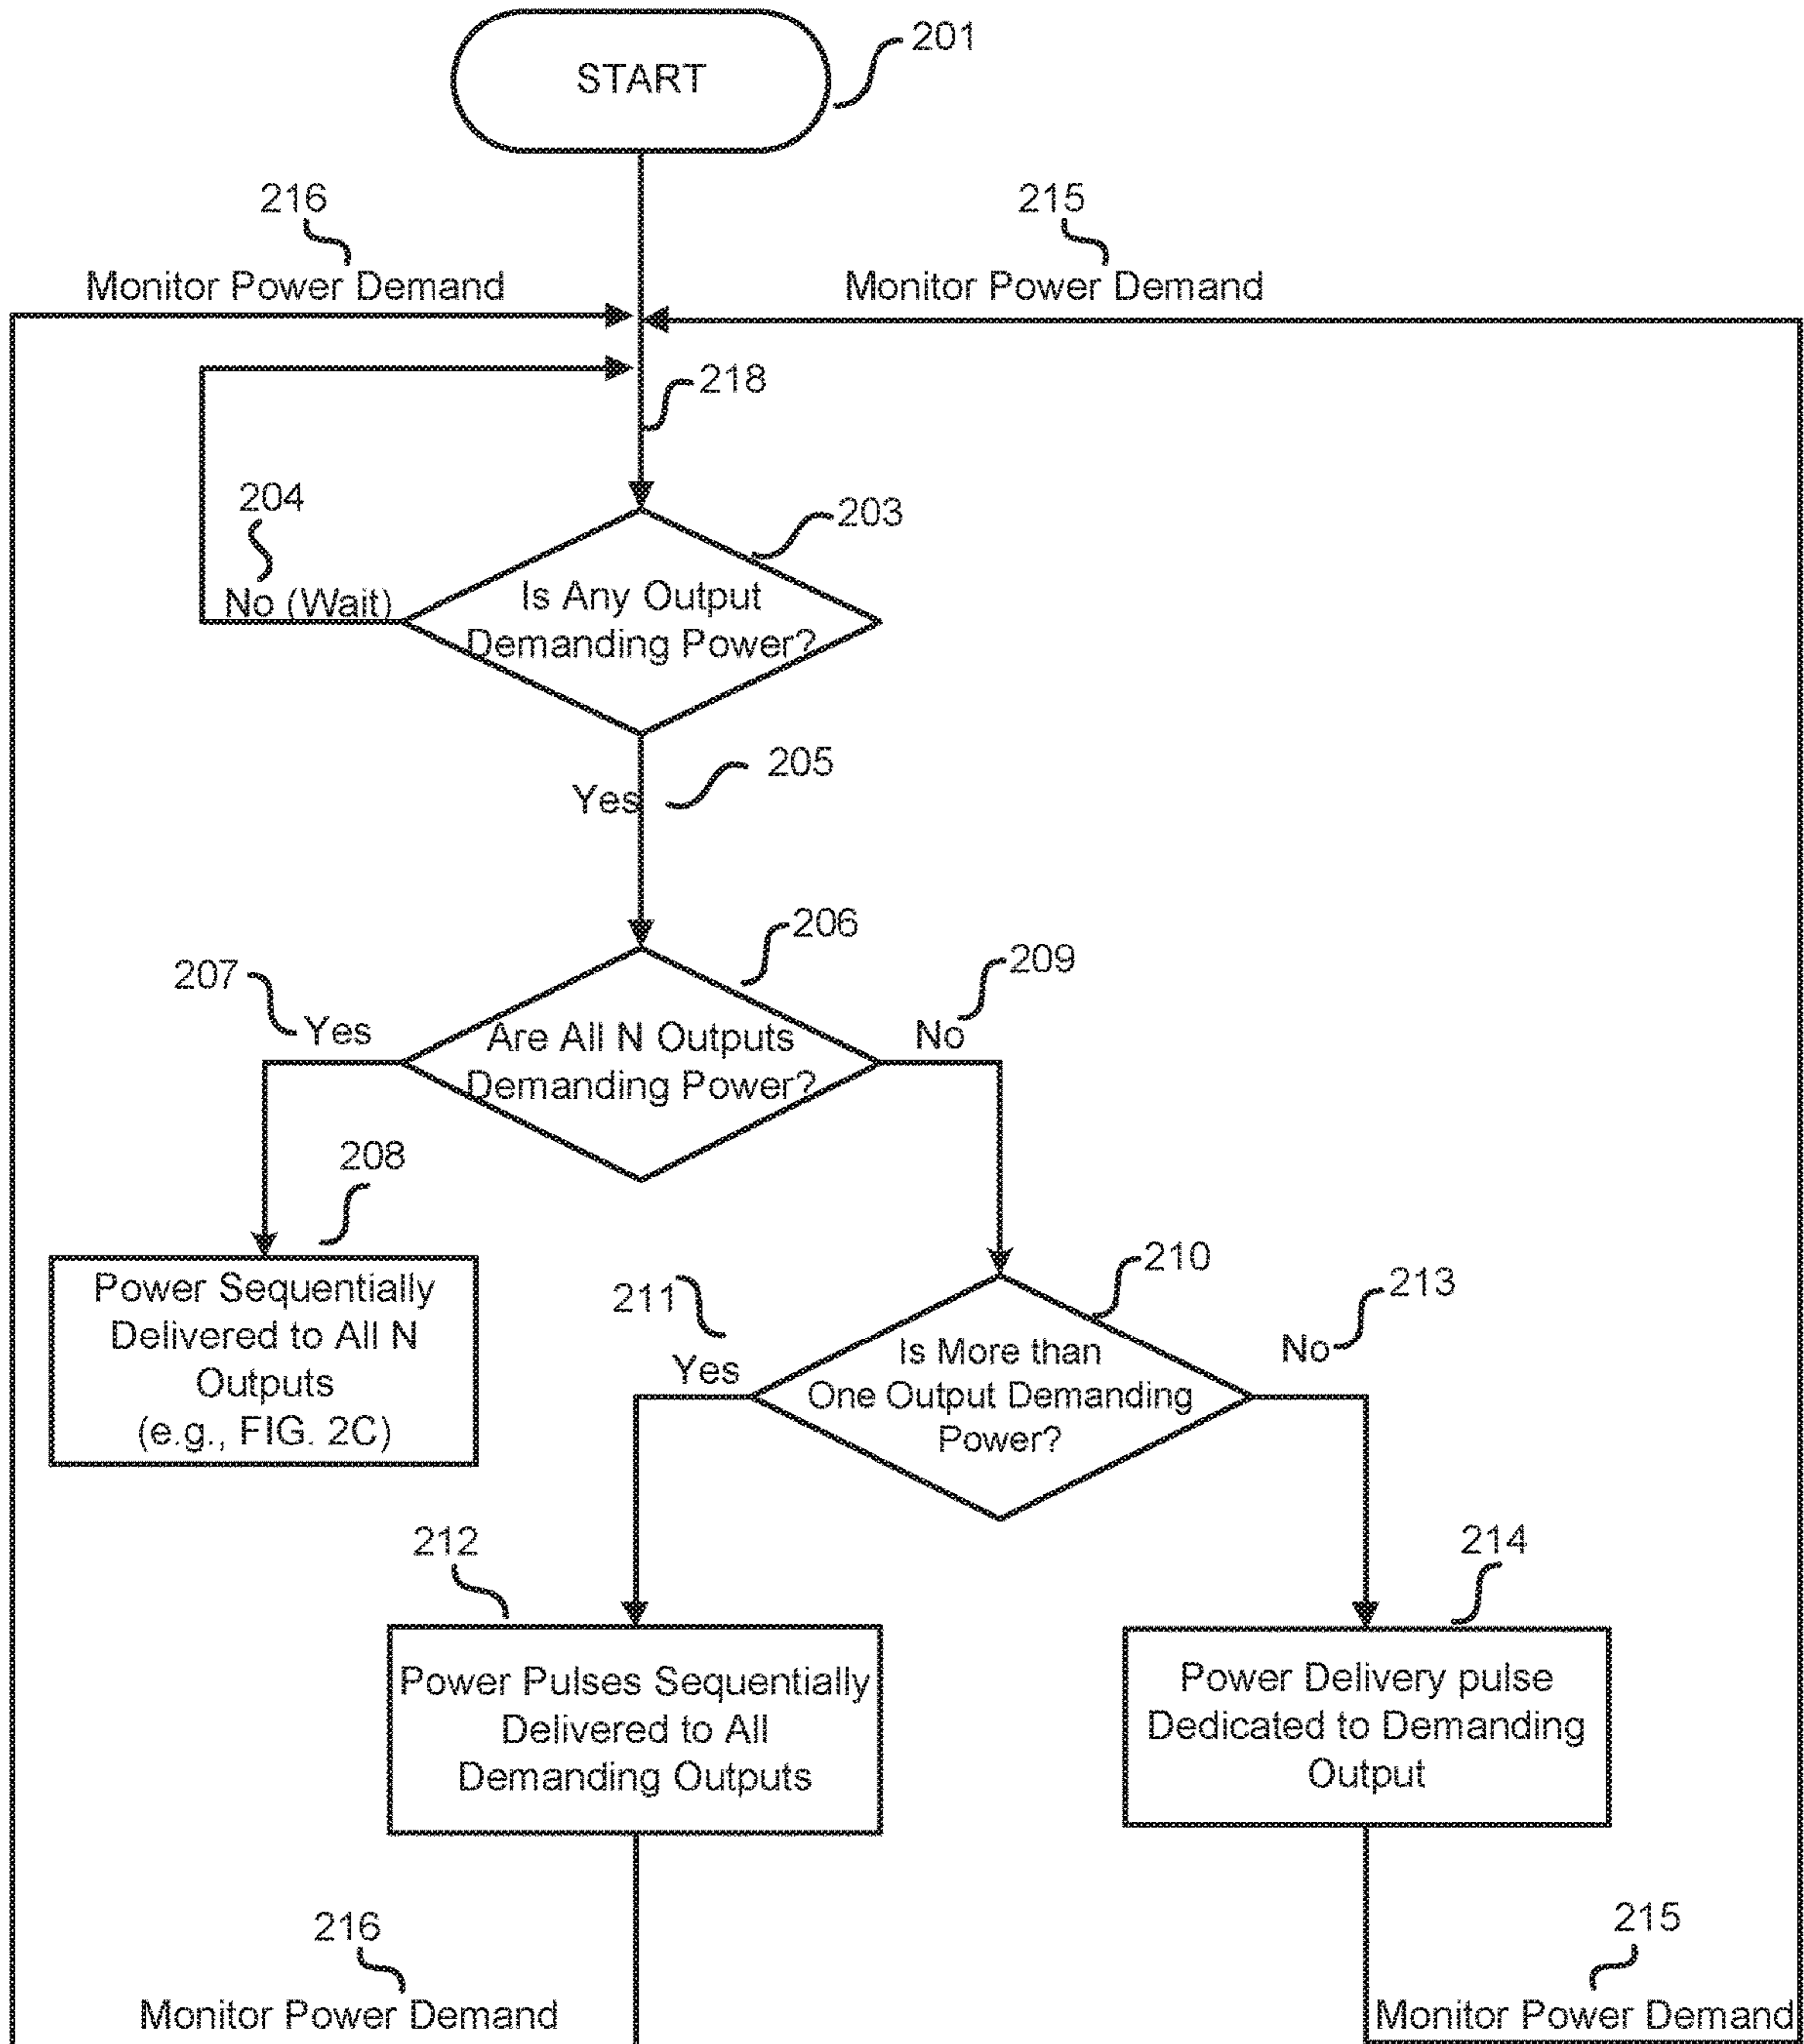 START
201
216
215
Monitor Power Demand
Monitor Power Demand
218
204
203
No (Wait)
Is Any Output
Demanding Power?
205
Yes
206
207
209
Yes
No
Are All N Outputs
Demanding Power?
208
210
211
213
Power Sequentially
Delivered to All N
Outputs
(e.g., FIG. 2C)
Yes
No
Is More than
One Output Demanding
Power?
212
214
Power Pulses Sequentially
Delivered to All
Demanding Outputs
Power Delivery pulse
Dedicated to Demanding
Output
216
215
Monitor Power Demand
Monitor Power Demand